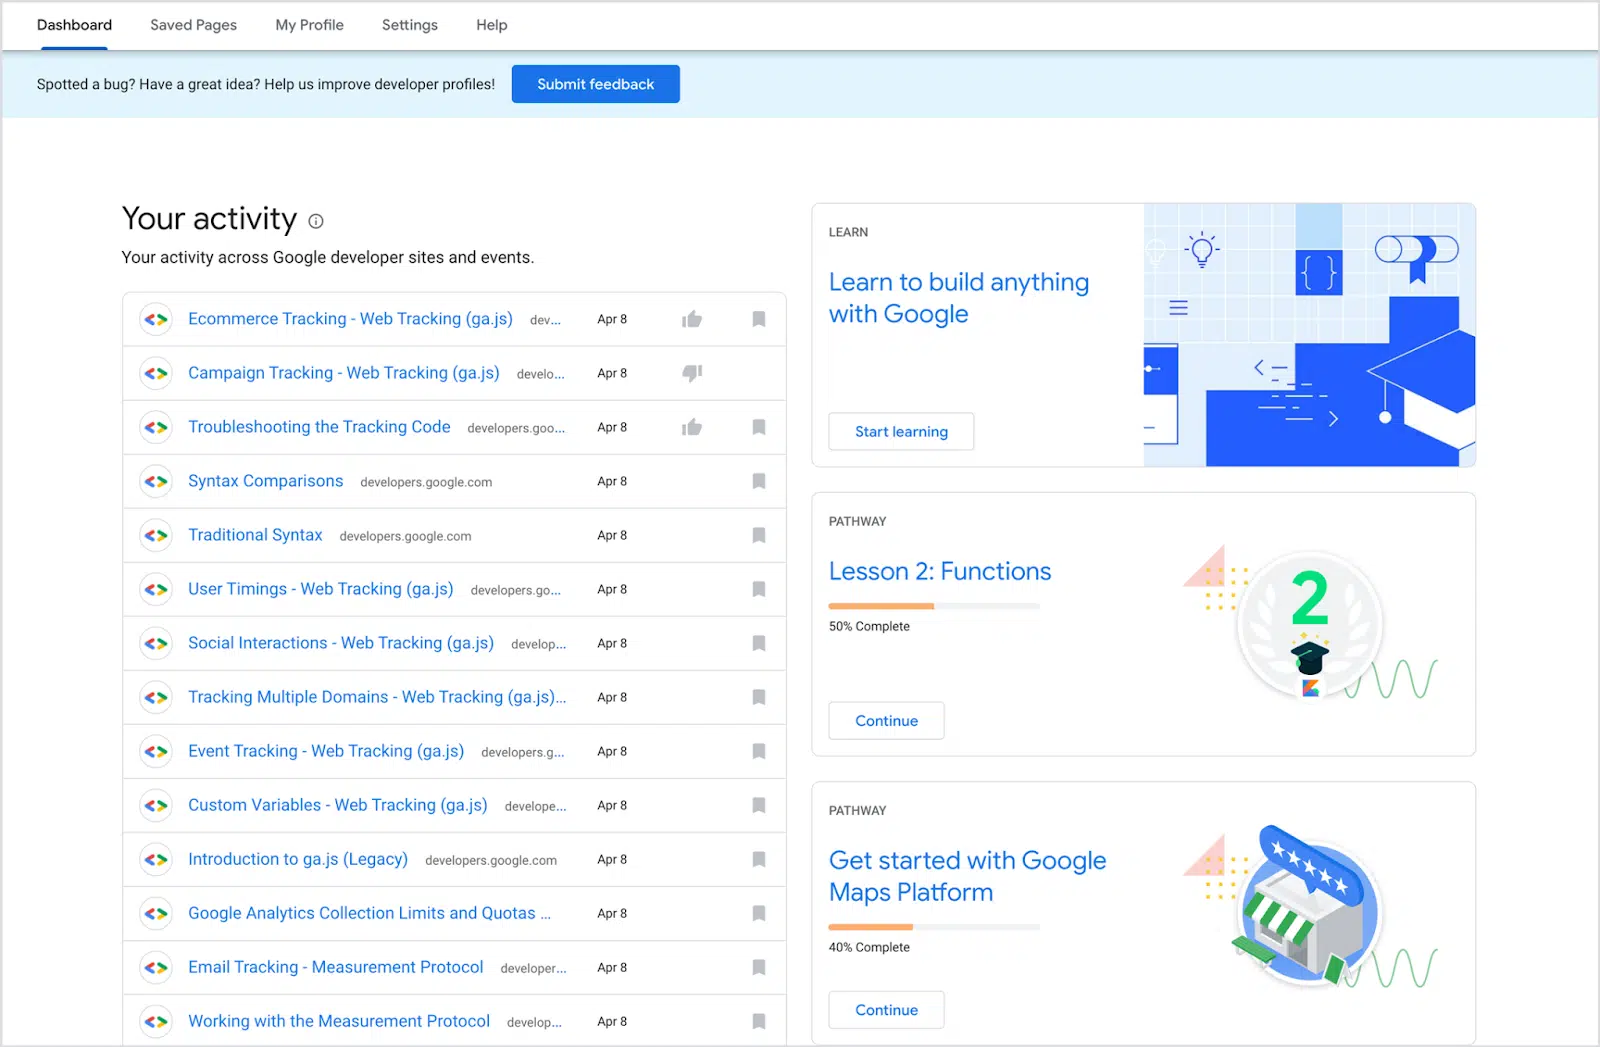 Dashboard Saved Pages My Profile Settings Help
Spotted a bug? Have a great idea? Help us improve developer profiles! Submit feedback
Your activity
Your activity across Google developer sites and events.
Ecommerce Tracking - Web Tracking (ga.js) dev... Apr 8
Campaign Tracking - Web Tracking (ga.js) develo... Apr 8
Troubleshooting the Tracking Code developers.goo... Apr 8
Syntax Comparisons developers.google.com Apr 8
Traditional Syntax developers.google.com Apr 8
User Timings - Web Tracking (ga.js) developers.go... Apr 8
Social Interactions - Web Tracking (ga.js) develop... Apr 8
Tracking Multiple Domains - Web Tracking (ga.js)... Apr 8
Event Tracking - Web Tracking (ga.js) developers.g... Apr 8
Custom Variables - Web Tracking (ga.js) develope... Apr 8
Introduction to ga.js (Legacy) developers.google.com Apr 8
Google Analytics Collection Limits and Quotas ... Apr 8
Email Tracking - Measurement Protocol developer... Apr 8
Working with the Measurement Protocol develop... Apr 8
LEARN
Learn to build anything
with Google
Start learning
PATHWAY
Lesson 2: Functions
50% Complete
Continue
2
PATHWAY
Get started with Google
Maps Platform
40% Complete
Continue